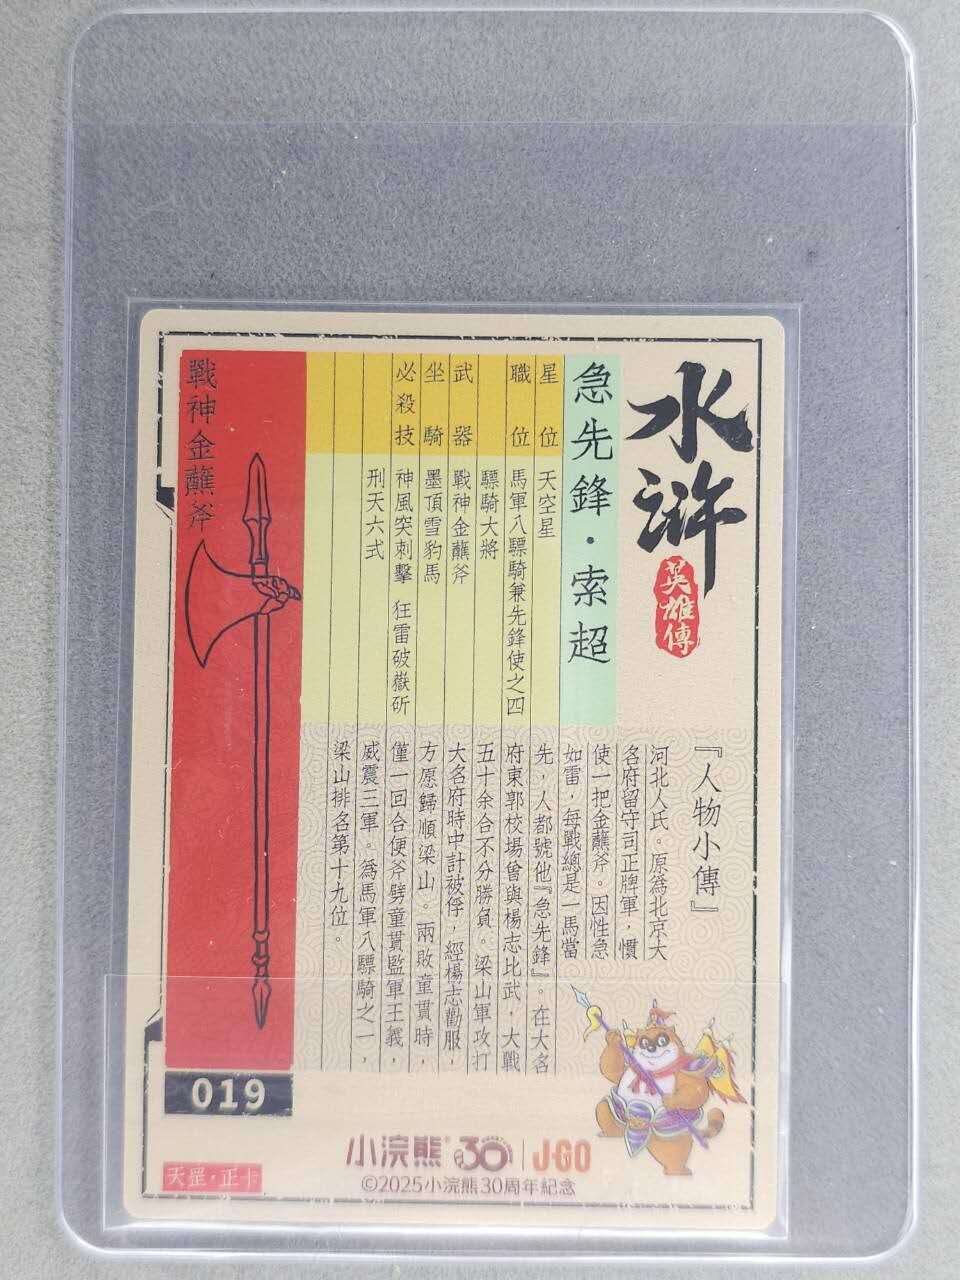 水滸
英雄傳
急先鋒·索超
星位 天空星
職位 馬軍八驃騎兼先鋒使之四
驃騎大將
武器 戰神金蘸斧
坐騎 墨頂雪豹馬
必殺技 神風突刺擊 狂雷破嶽斫
刑天六式
戰神金蘸斧
『人物小傳』
河北人氏。原為北京大
名府留守司正牌軍，慣
使一把金蘸斧。因性急
如雷，每戰總是一馬當
先，人都號他『急先鋒』。在大名
府東郭校場曾與楊志比武，大戰
五十余合不分勝負。梁山軍攻打
大名府時中計被俘，經楊志勸服，
方愿歸順梁山。兩敗童貫時，
僅一回合便斧劈童貫監軍王義，
威震三軍。為馬軍八驃騎之一，
梁山排名第十九位。
019
天罡·正卡
小浣熊 30 J·GO
©2025小浣熊30周年紀念